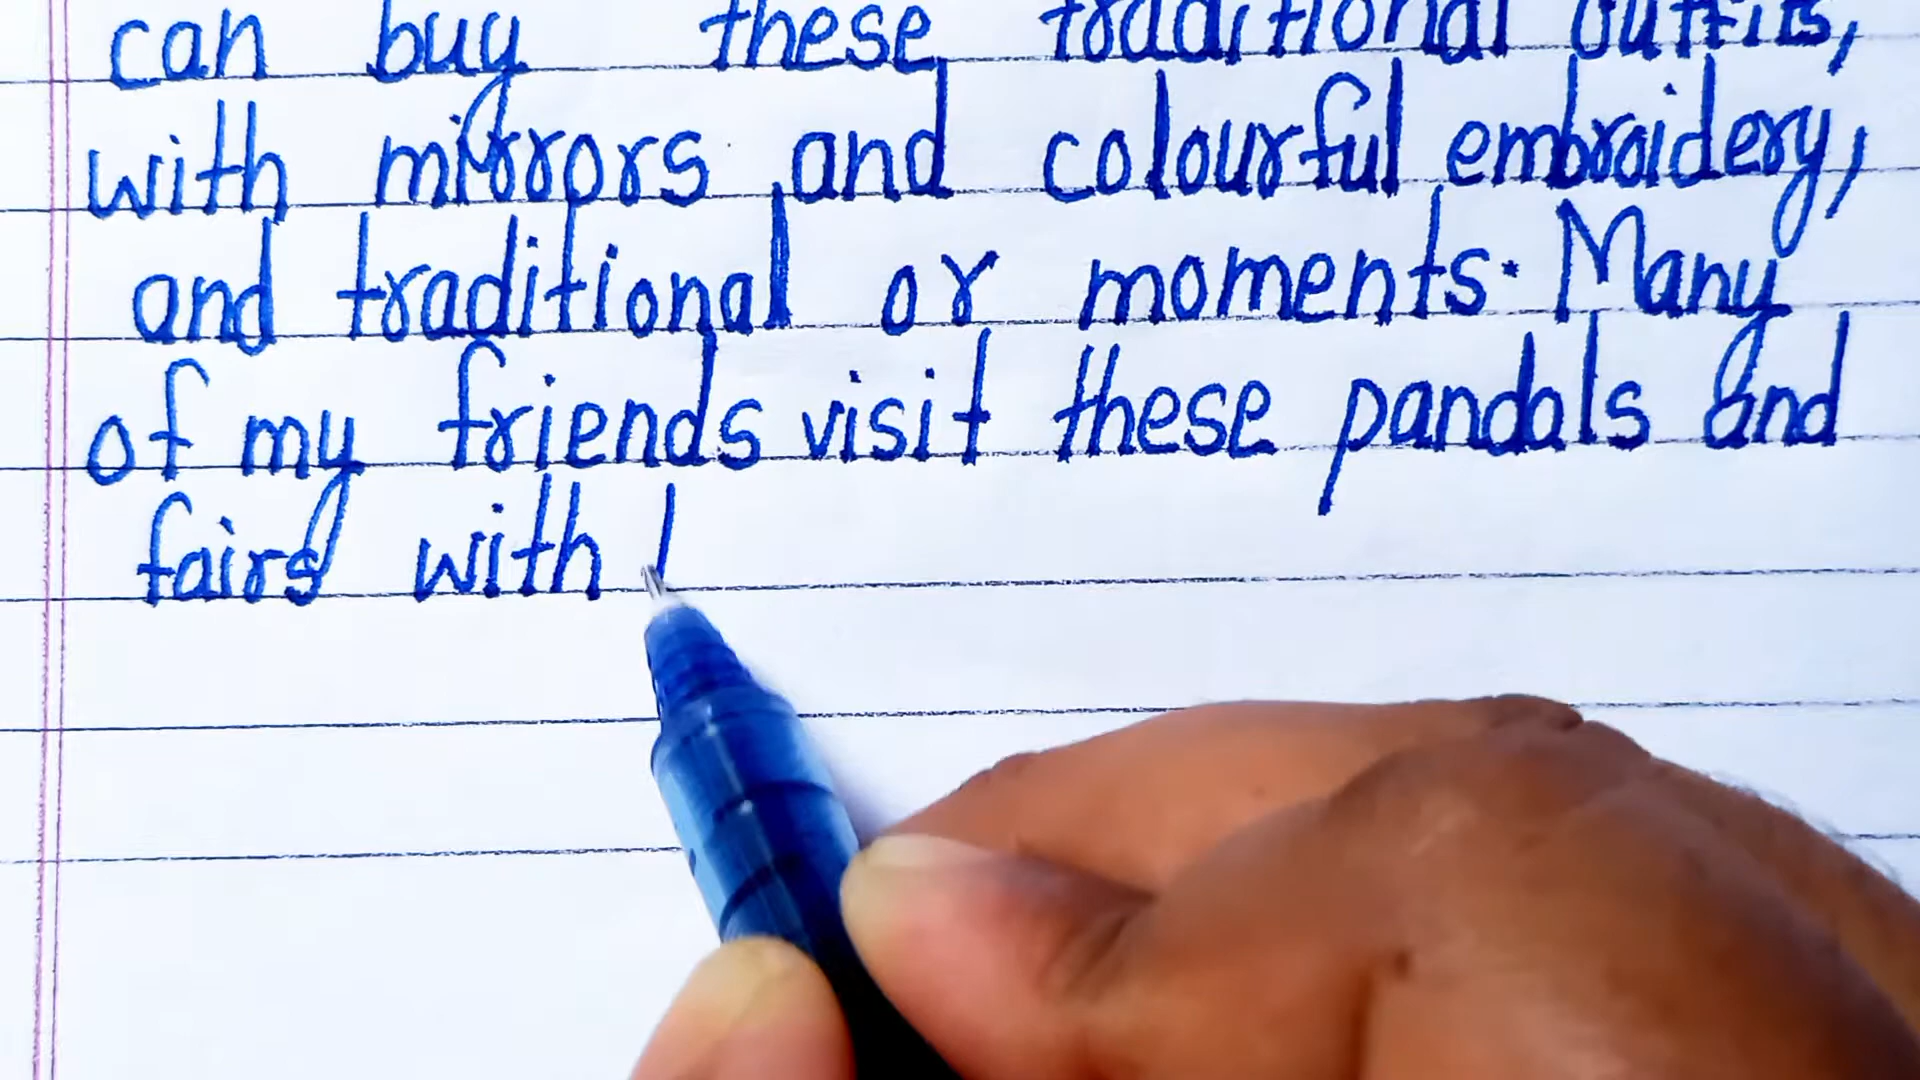 can buy these traditional outfits,
with mirrors and colourful embroidery,
and traditional or moments. Many
of my friends visit these pandals and
fairs with